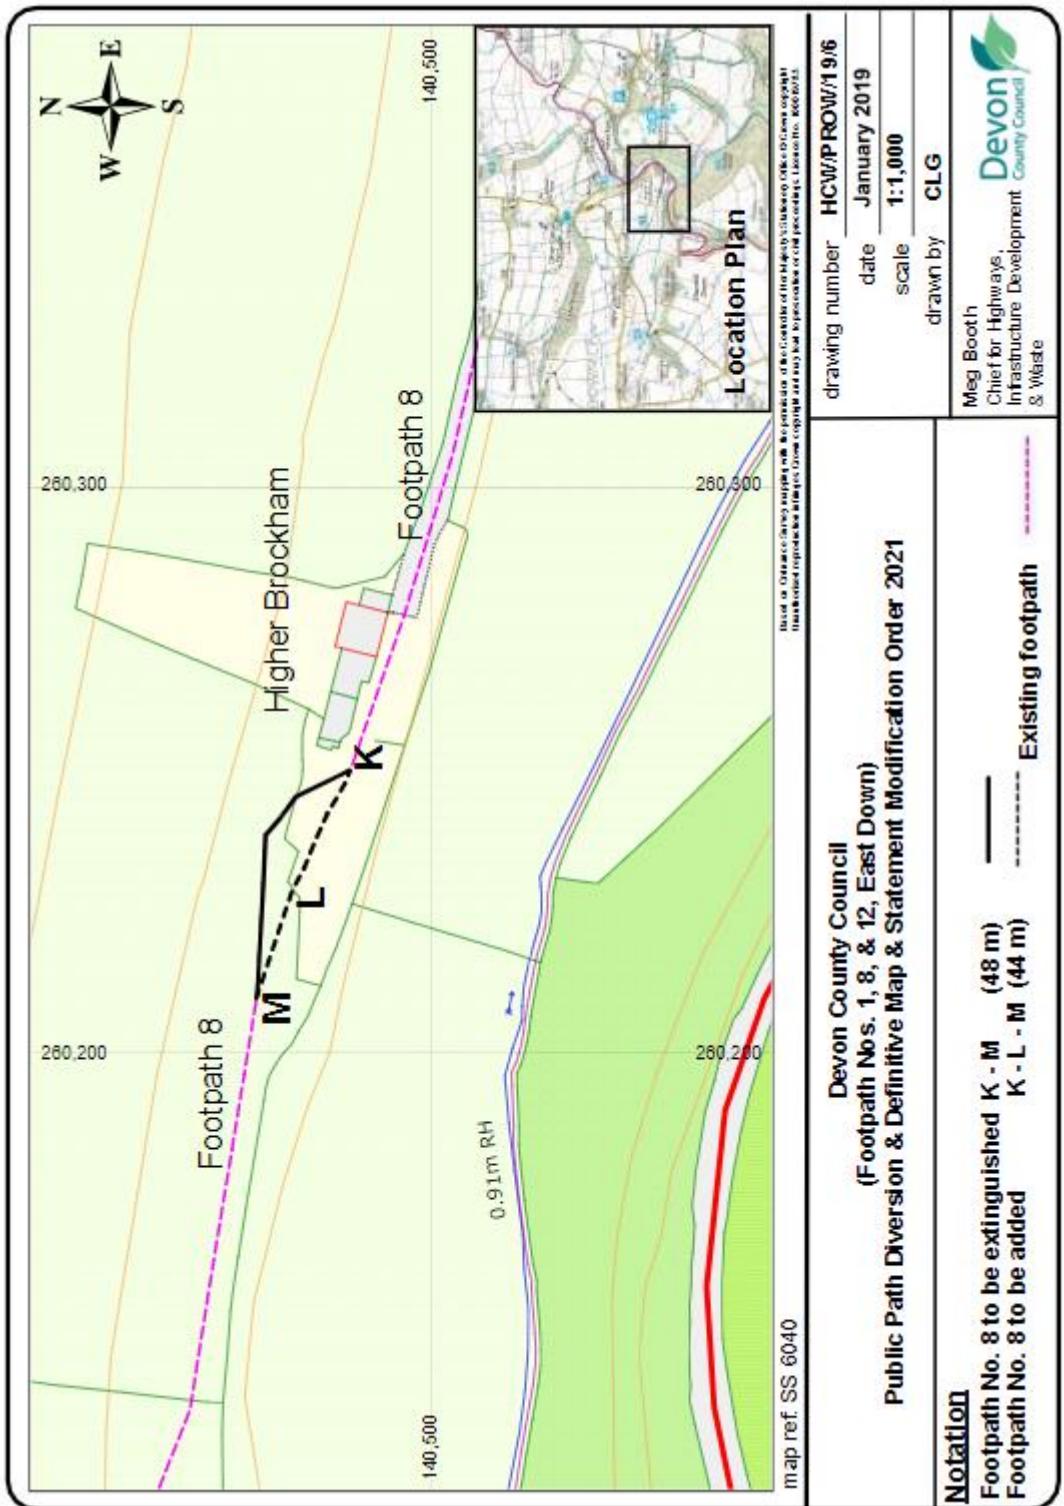 N
W
E
S
260,200
260,300
Footpath 8
Higher Brockham
M
L
K
Footpath 8
140,500
140,500
0.91m RH
260,200
260,300
Location Plan
map ref. SS 6040
Devon County Council
(Footpath Nos. 1, 8, & 12, East Down)
Public Path Diversion & Definitive Map & Statement Modification Order 2021
drawing number HCW/PROW/19/6
date January 2019
scale 1:1,000
drawn by CLG
Notation
Footpath No. 8 to be extinguished K - M (48 m)
Footpath No. 8 to be added K - L - M (44 m)
Existing footpath
Meg Booth
Chief for Highways,
Infrastructure Development
& Waste
Devon
County Council